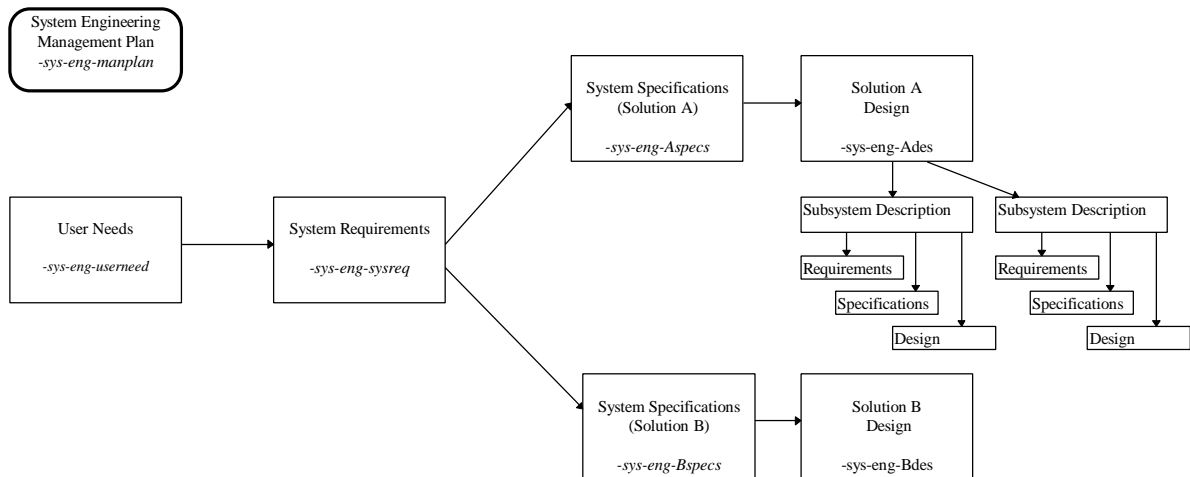 System Engineering
Management Plan
-sys-eng-manplan
System Specifications
(Solution A)
-sys-eng-Aspecs
Solution A
Design
-sys-eng-Ades
User Needs
-sys-eng-userneed
System Requirements
-sys-eng-sysreq
Subsystem Description
Requirements
Specifications
Design
Subsystem Description
Requirements
Specifications
Design
System Specifications
(Solution B)
-sys-eng-Bspecs
Solution B
Design
-sys-eng-Bdes